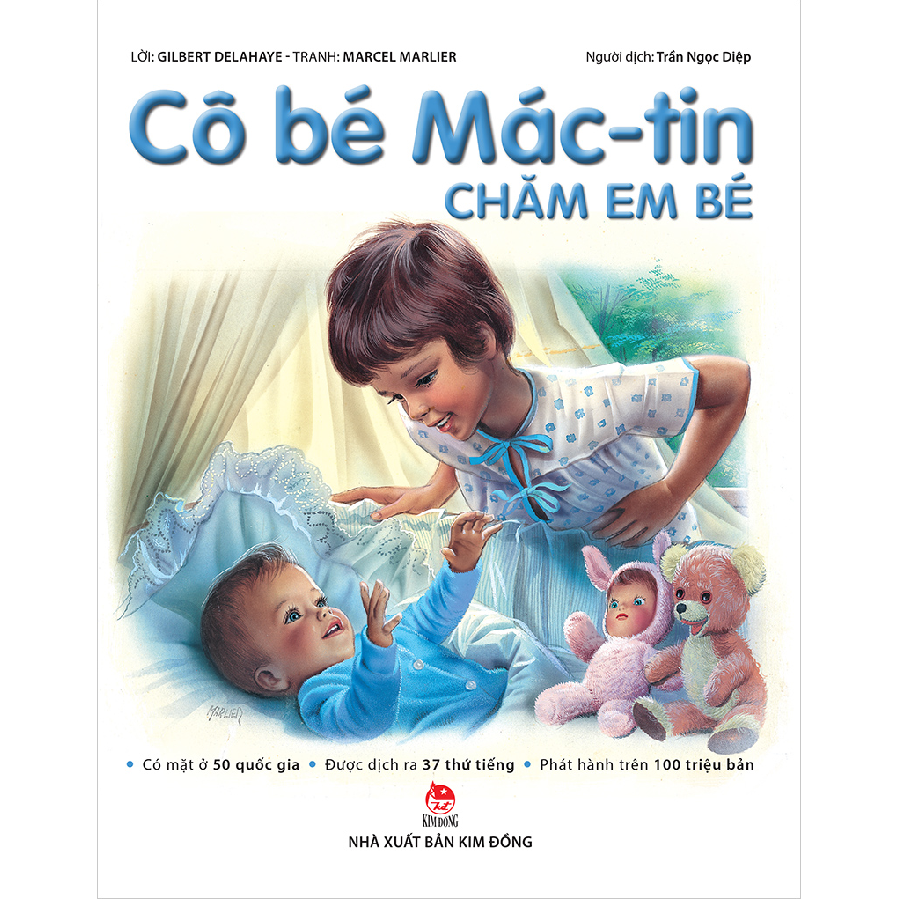 LỜI: GILBERT DELAHAYE - TRANH: MARCEL MARLIER Người dịch: Trần Ngọc Diệp
Cô bé Mác-tin
CHĂM EM BÉ
MARLIER
• Có mặt ở 50 quốc gia • Được dịch ra 37 thứ tiếng • Phát hành trên 100 triệu bản
KIM ĐỒNG
NHÀ XUẤT BẢN KIM ĐỒNG